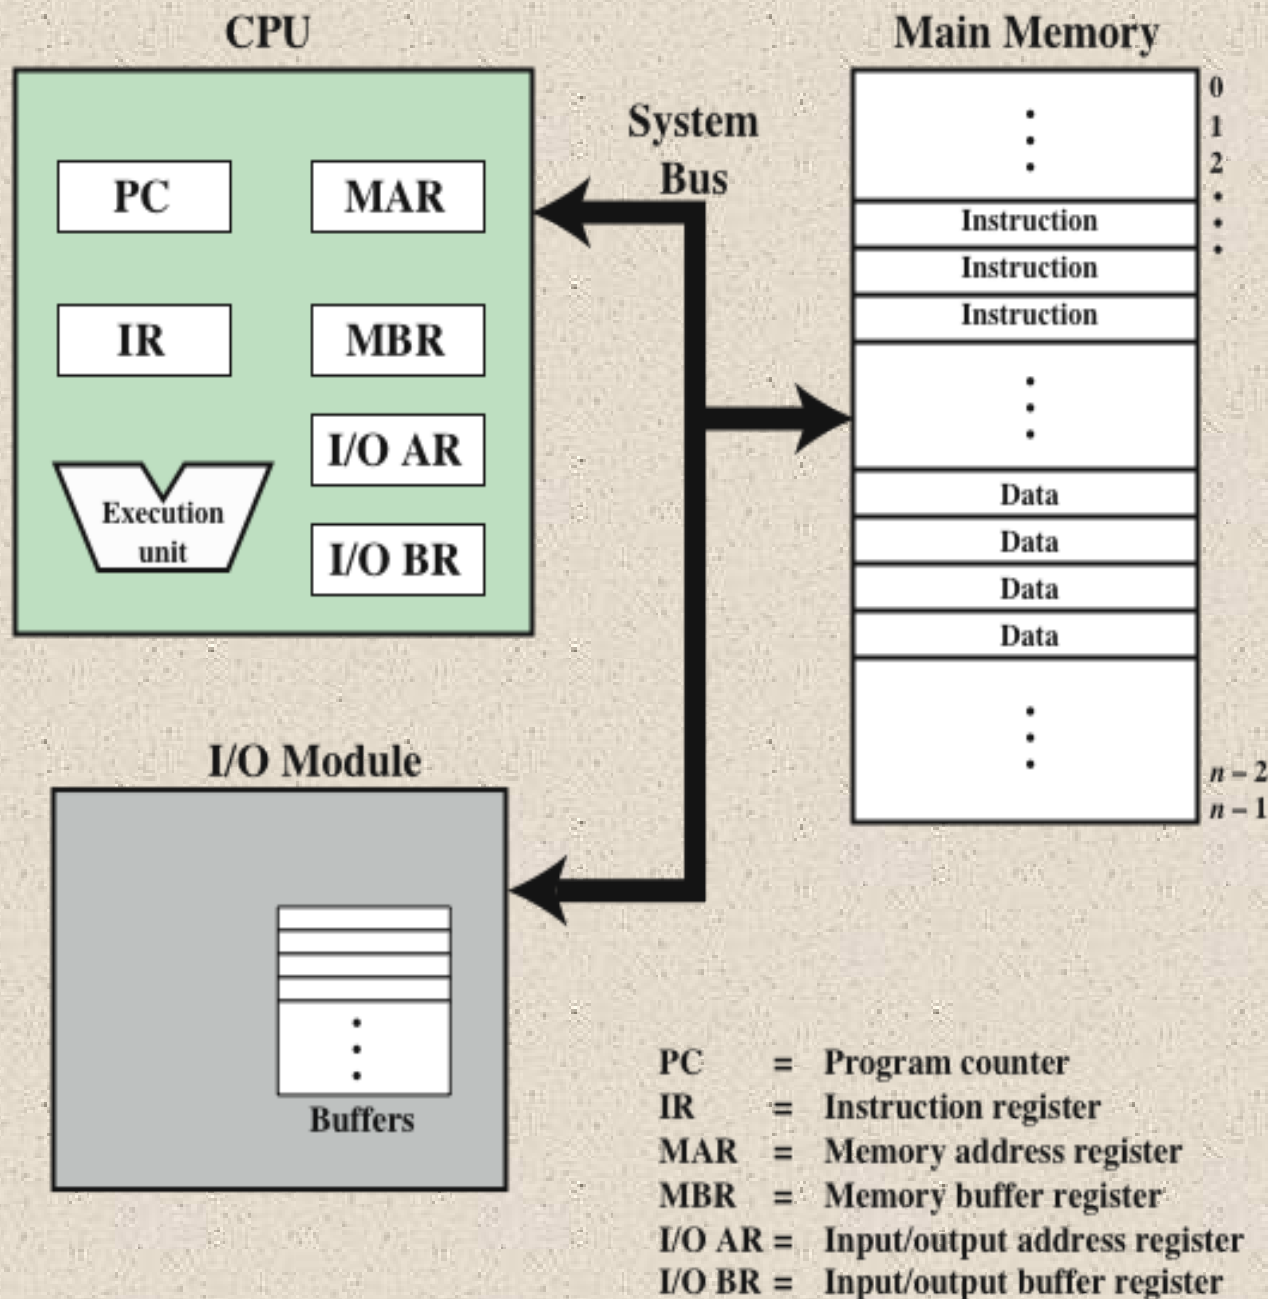 CPU
PC
MAR
IR
MBR
I/O AR
I/O BR
Execution
unit
System
Bus
Main Memory
0
1
2
Instruction
Instruction
Instruction
Data
Data
Data
Data
n – 2
n – 1
I/O Module
Buffers
PC = Program counter
IR = Instruction register
MAR = Memory address register
MBR = Memory buffer register
I/O AR = Input/output address register
I/O BR = Input/output buffer register